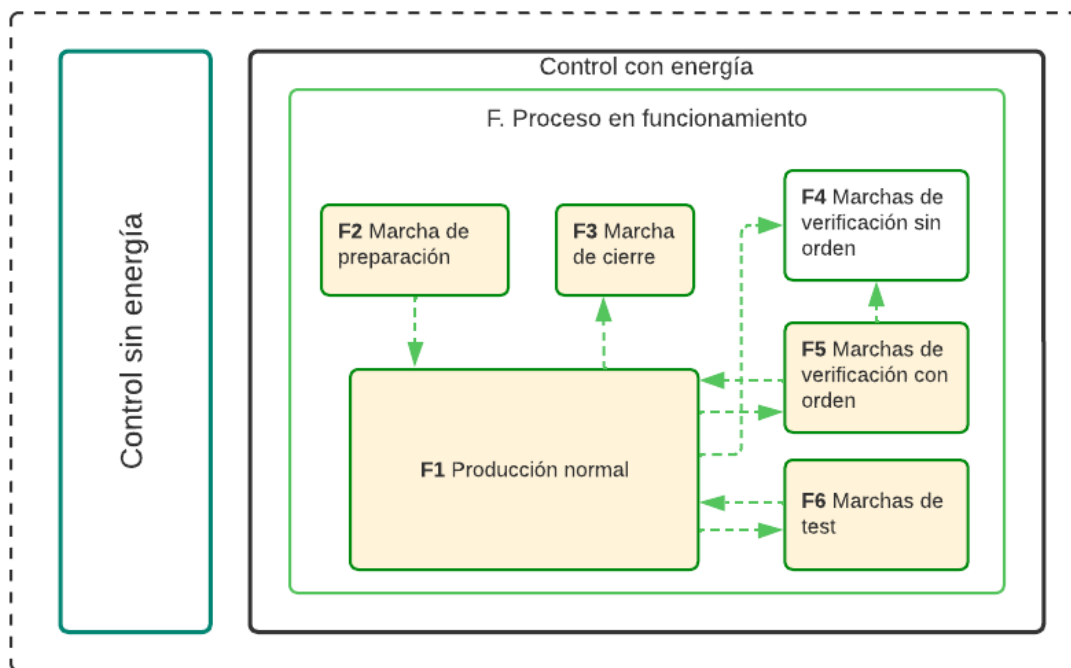 Control sin energía
Control con energía
F. Proceso en funcionamiento
F2 Marcha de
preparación
F3 Marcha
de cierre
F4 Marchas de
verificación sin
orden
F5 Marchas de
verificación con
orden
F1 Producción normal
F6 Marchas de
test